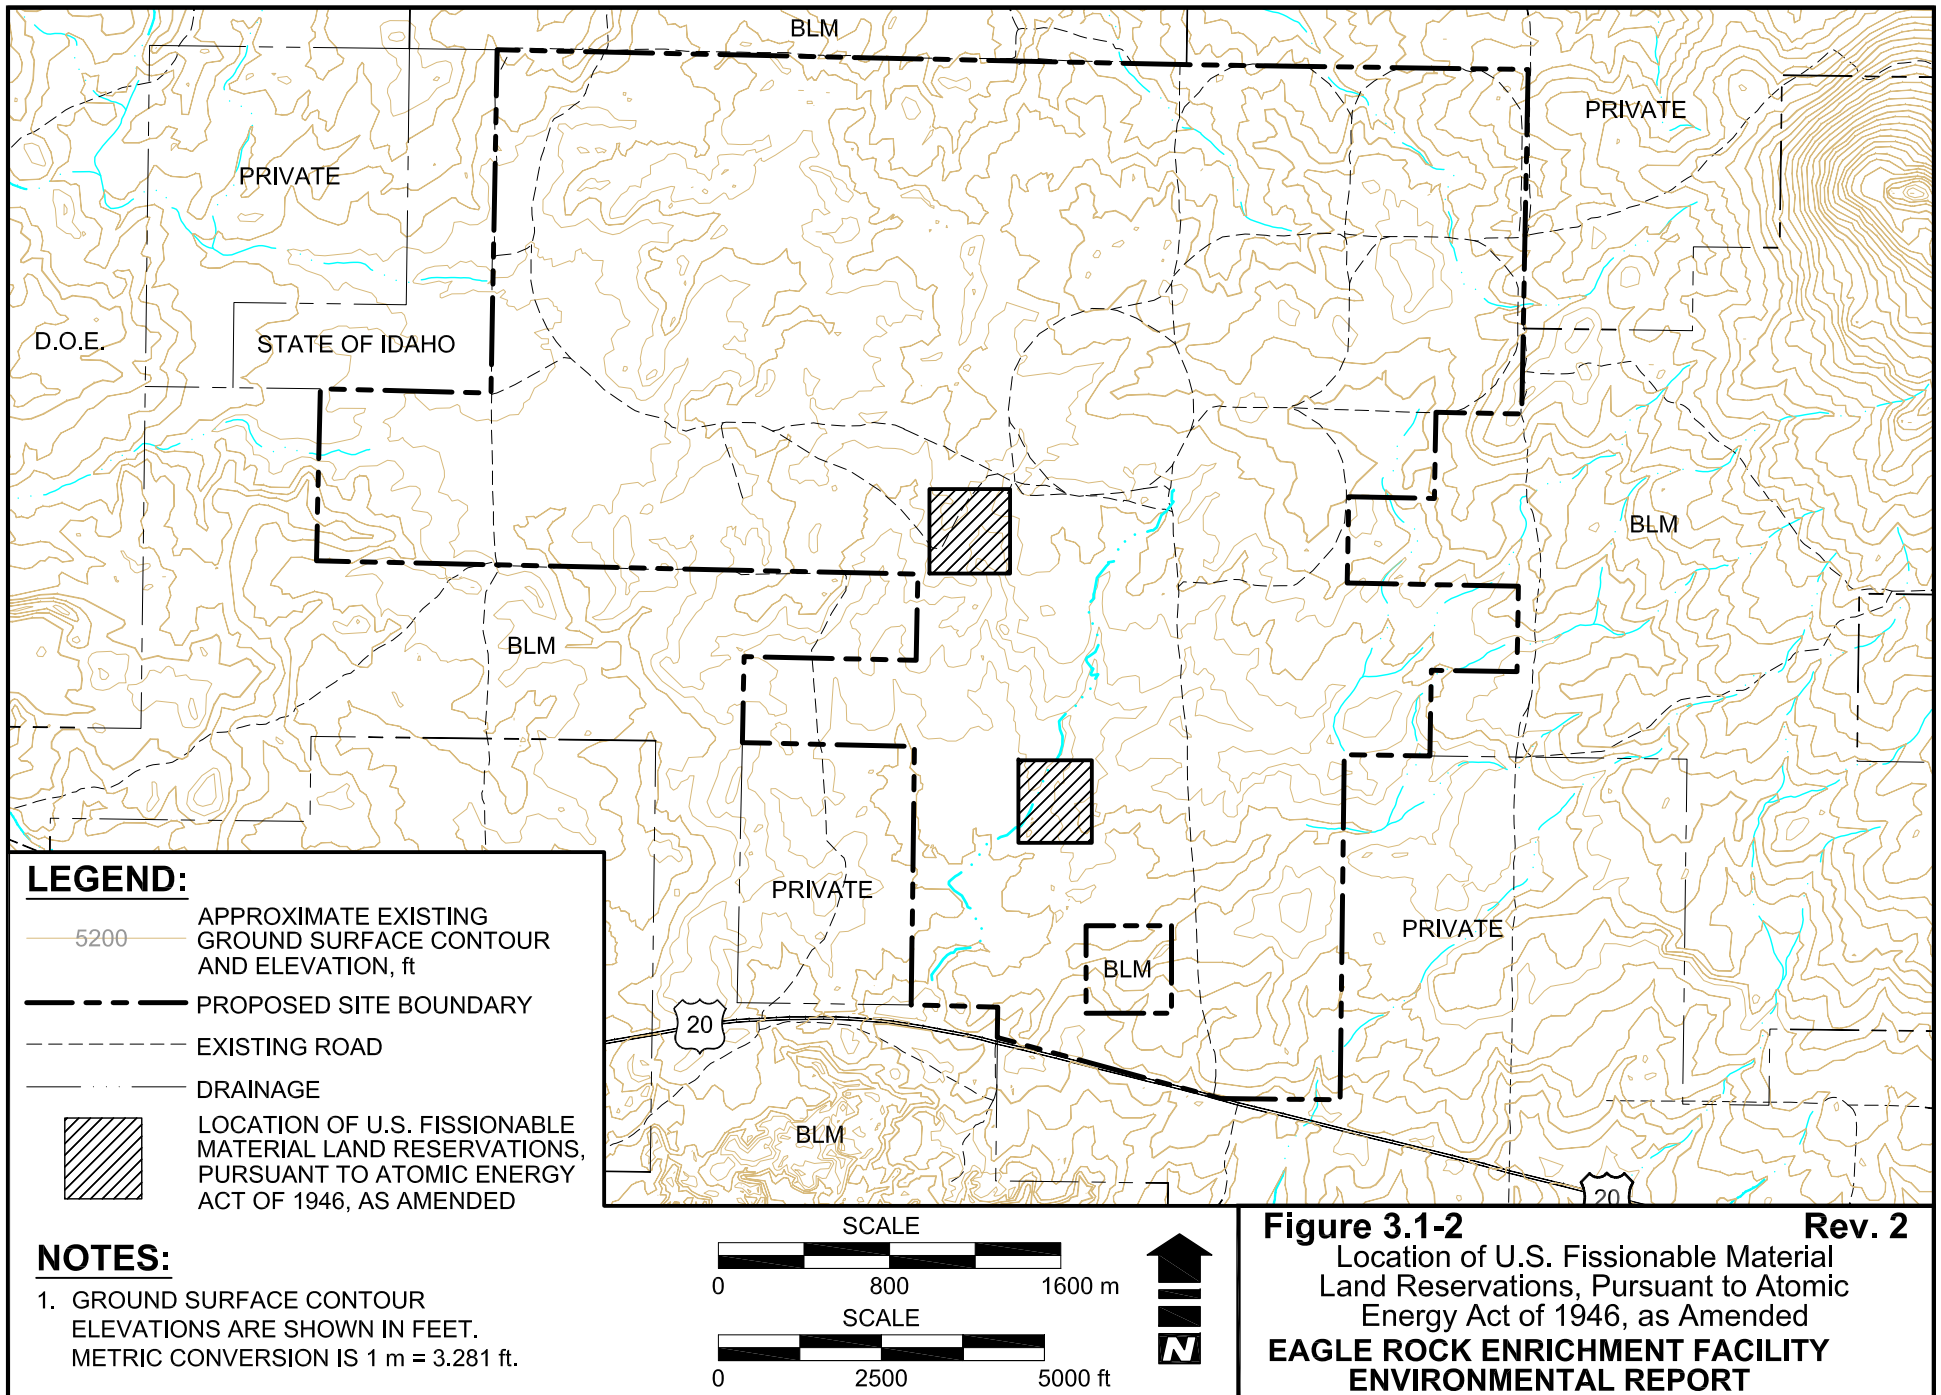 BLM
PRIVATE
PRIVATE
D.O.E.
STATE OF IDAHO
BLM
BLM
PRIVATE
PRIVATE
BLM
20
BLM
20
LEGEND:
5200
APPROXIMATE EXISTING
GROUND SURFACE CONTOUR
AND ELEVATION, ft
PROPOSED SITE BOUNDARY
EXISTING ROAD
DRAINAGE
LOCATION OF U.S. FISSIONABLE
MATERIAL LAND RESERVATIONS,
PURSUANT TO ATOMIC ENERGY
ACT OF 1946, AS AMENDED
NOTES:
1. GROUND SURFACE CONTOUR
ELEVATIONS ARE SHOWN IN FEET.
METRIC CONVERSION IS 1 m = 3.281 ft.
SCALE
0 800 1600 m
SCALE
0 2500 5000 ft
N
Figure 3.1-2 Rev. 2
Location of U.S. Fissionable Material
Land Reservations, Pursuant to Atomic
Energy Act of 1946, as Amended
EAGLE ROCK ENRICHMENT FACILITY
ENVIRONMENTAL REPORT